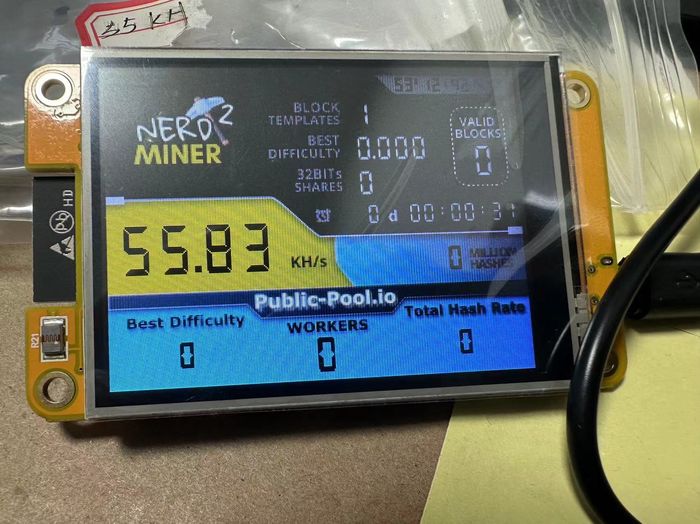 55 KH
NERD 2
MINER
BLOCK
TEMPLATES 1
BEST
DIFFICULTY 0.000
32BITs
SHARES 0
VALID
BLOCKS
0
0 d 00:00:31
55.83 KH/s
0 MILLION
HASHES
Public-Pool.io
Best Difficulty
0
WORKERS
0
Total Hash Rate
0
HD
Pb
R21